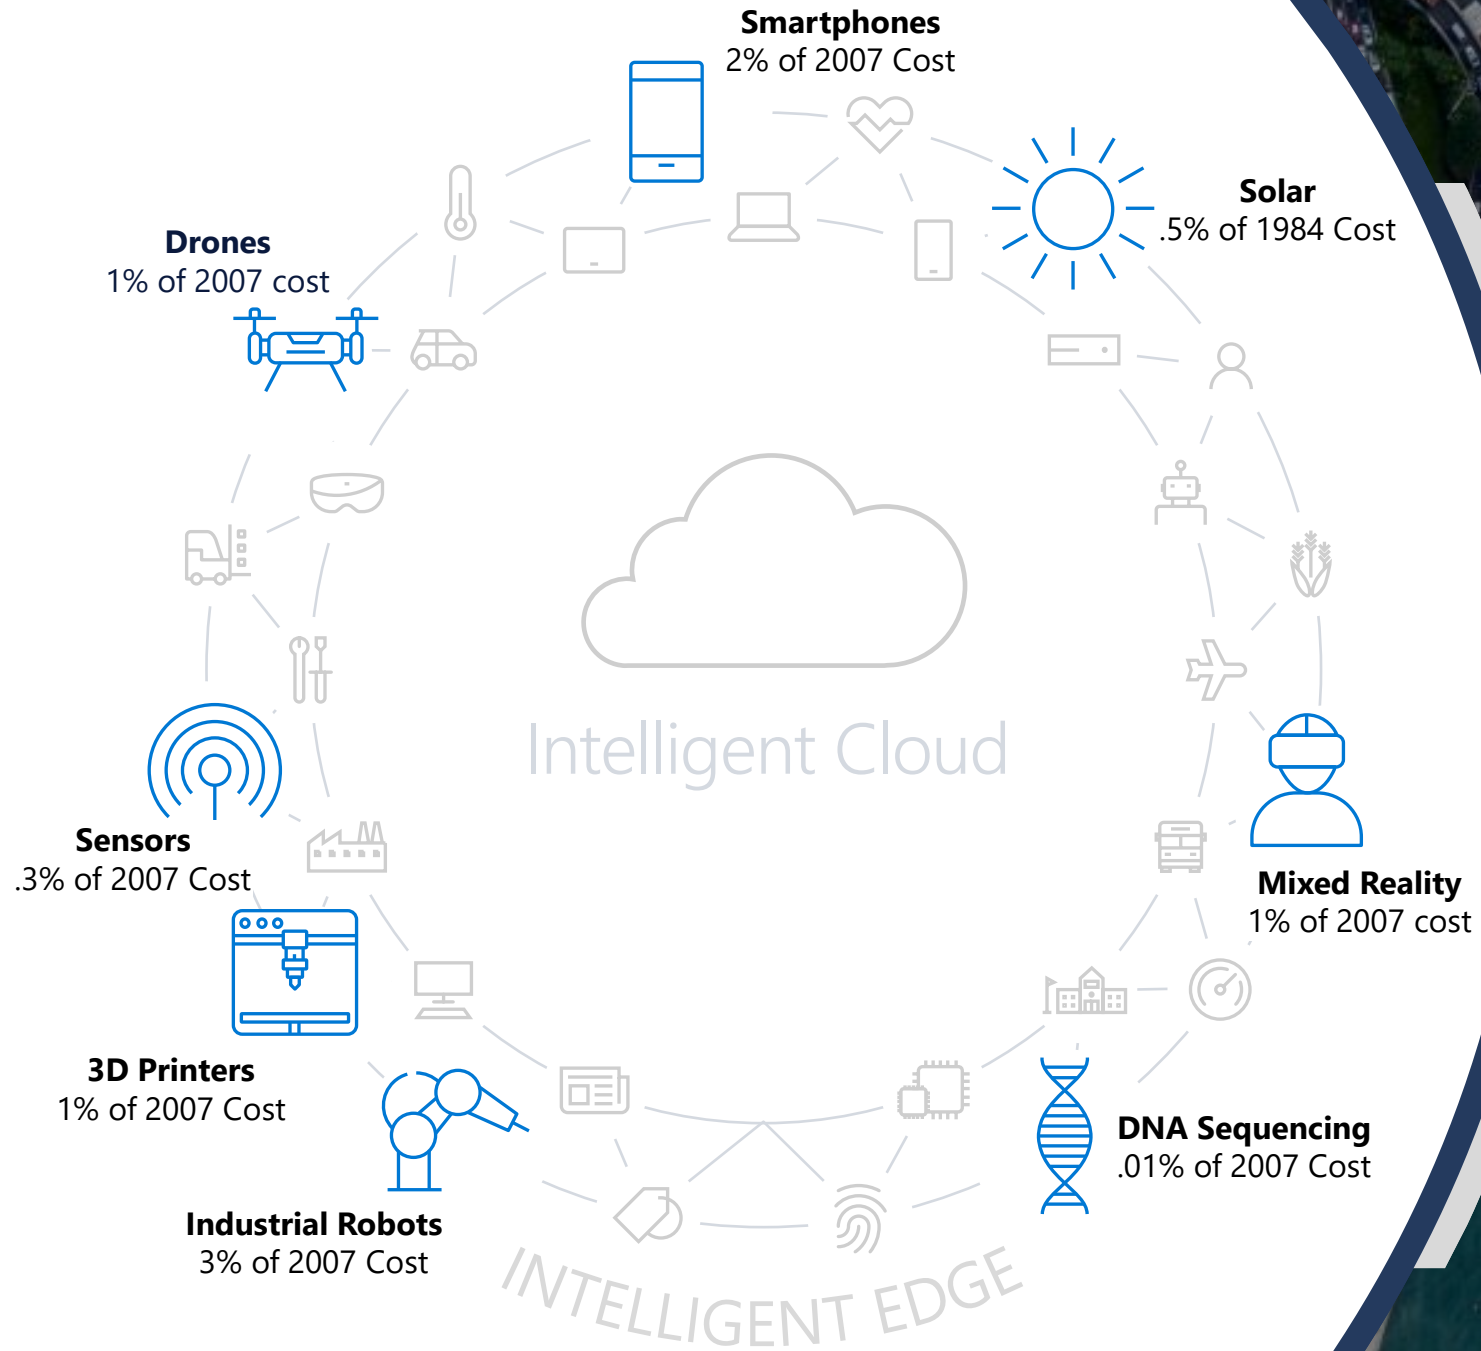 Smartphones
2% of 2007 Cost
Solar
.5% of 1984 Cost
Drones
1% of 2007 cost
Intelligent Cloud
Sensors
.3% of 2007 Cost
Mixed Reality
1% of 2007 cost
3D Printers
1% of 2007 Cost
DNA Sequencing
.01% of 2007 Cost
Industrial Robots
3% of 2007 Cost
INTELLIGENT EDGE